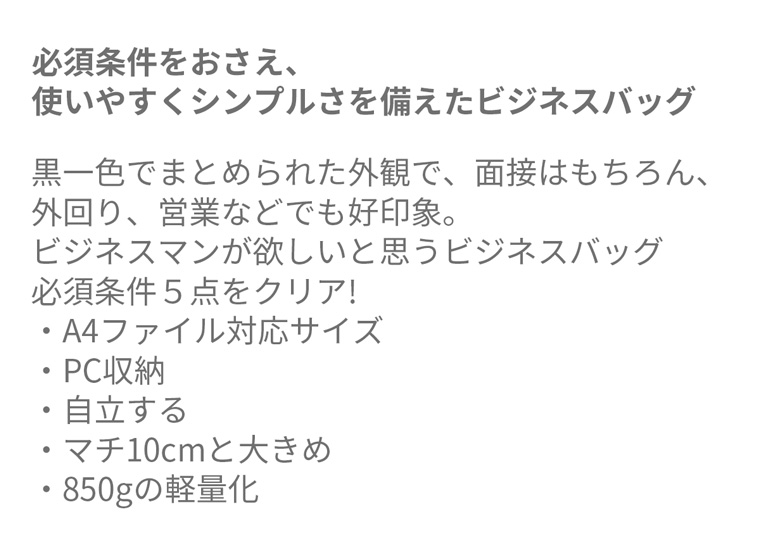 必須条件をおさえ、
使いやすくシンプルさを備えたビジネスバッグ
黒一色でまとめられた外観で、面接はもちろん、
外回り、営業などでも好印象。
ビジネスマンが欲しいと思うビジネスバッグ
必須条件５点をクリア!
・A4ファイル対応サイズ
・PC収納
・自立する
・マチ10cmと大きめ
・850gの軽量化